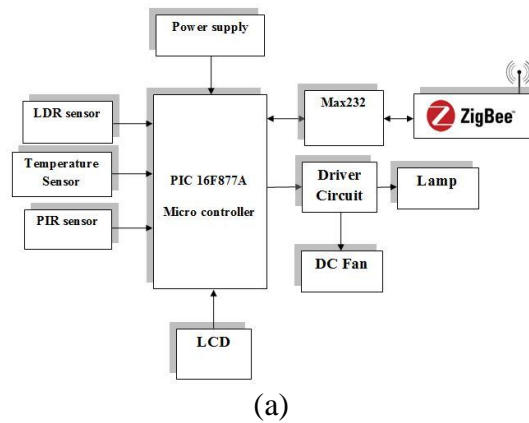 Power supply
LDR sensor
Temperature
Sensor
PIR sensor
PIC 16F877A
Micro controller
Max232
ZigBee™
Driver
Circuit
Lamp
DC Fan
LCD
(a)